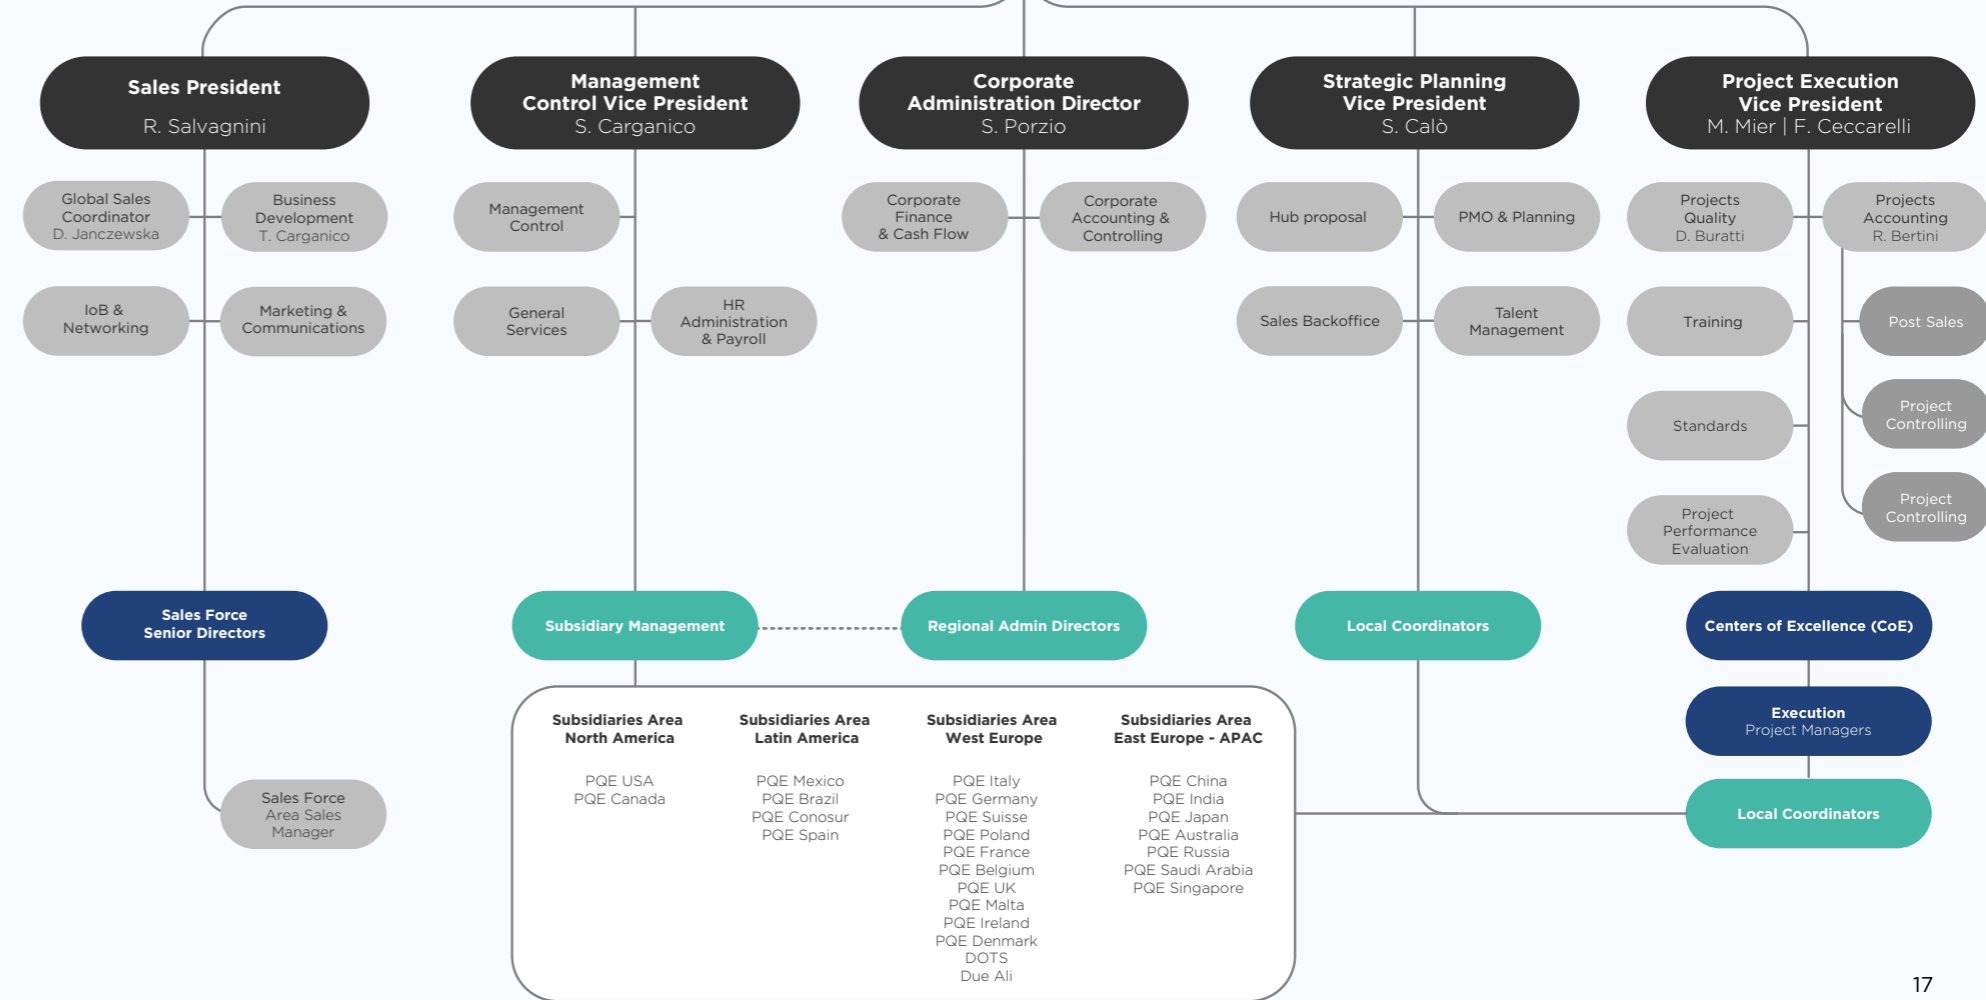 Sales President
R. Salvagnini
Management
Control Vice President
S. Carganico
Corporate
Administration Director
S. Porzio
Strategic Planning
Vice President
S. Calò
Project Execution
Vice President
M. Mier | F. Ceccarelli
Global Sales
Coordinator
D. Janczewska
Business
Development
T. Carganico
Management
Control
Corporate
Finance
& Cash Flow
Corporate
Accounting &
Controlling
Hub proposal
PMO & Planning
Projects
Quality
D. Buratti
Projects
Accounting
R. Bertini
IoB &
Networking
Marketing &
Communications
General
Services
HR
Administration
& Payroll
Sales Backoffice
Talent
Management
Training
Post Sales
Standards
Project
Controlling
Project
Performance
Evaluation
Project
Controlling
Sales Force
Senior Directors
Subsidiary Management
Regional Admin Directors
Local Coordinators
Centers of Excellence (CoE)
Execution
Project Managers
Local Coordinators
Sales Force
Area Sales
Manager
Subsidiaries Area
North America
PQE USA
PQE Canada
Subsidiaries Area
Latin America
PQE Mexico
PQE Brazil
PQE Conosur
PQE Spain
Subsidiaries Area
West Europe
PQE Italy
PQE Germany
PQE Suisse
PQE Poland
PQE France
PQE Belgium
PQE UK
PQE Malta
PQE Ireland
PQE Denmark
DOTS
Due Ali
Subsidiaries Area
East Europe - APAC
PQE China
PQE India
PQE Japan
PQE Australia
PQE Russia
PQE Saudi Arabia
PQE Singapore
17